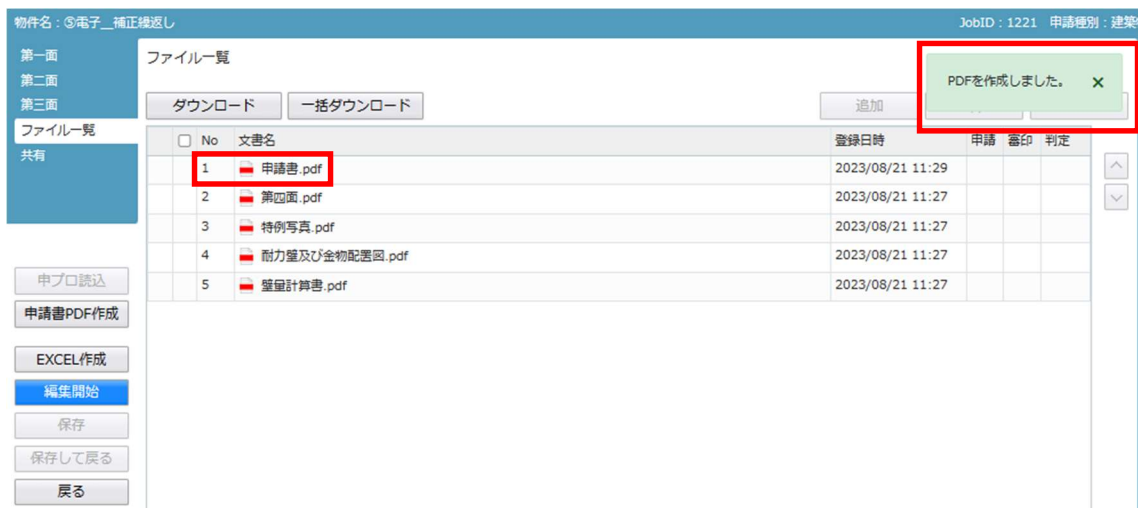 物件名:⑤電子__補正繰返し
JobID:1221 申請種別:建築
第一面
第二面
第三面
ファイル一覧
共有
ファイル一覧
PDFを作成しました。 ×
ダウンロード 一括ダウンロード 追加
No 文書名 登録日時 申請 審印 判定
1 申請書.pdf 2023/08/21 11:29
2 第四面.pdf 2023/08/21 11:27
3 特例写真.pdf 2023/08/21 11:27
4 耐力壁及び金物配置図.pdf 2023/08/21 11:27
5 壁量計算書.pdf 2023/08/21 11:27
申プロ読込
申請書PDF作成
EXCEL作成
編集開始
保存
保存して戻る
戻る